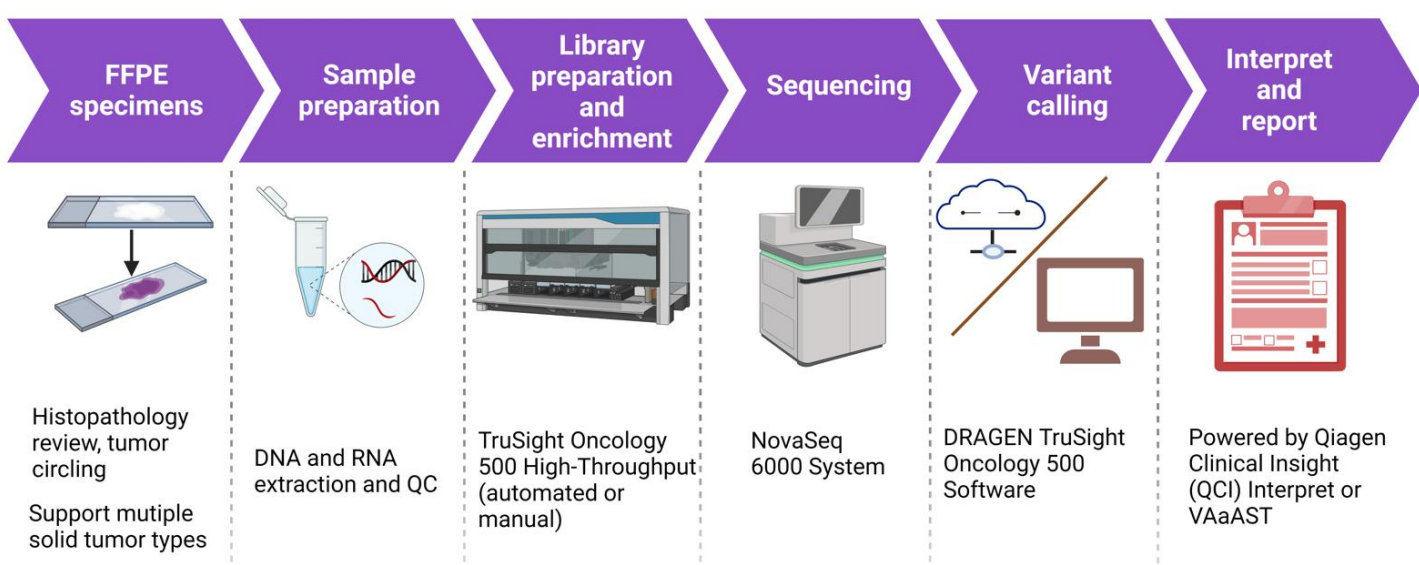 FFPE
specimens
Sample
preparation
Library
preparation
and
enrichment
Sequencing
Variant
calling
Interpret
and
report
Histopathology
review, tumor
circling
Support mutiple
solid tumor types
DNA and RNA
extraction and QC
TruSight Oncology
500 High-Throughput
(automated or
manual)
NovaSeq
6000 System
DRAGEN TruSight
Oncology 500
Software
Powered by Qiagen
Clinical Insight
(QCI) Interpret or
VAaAST